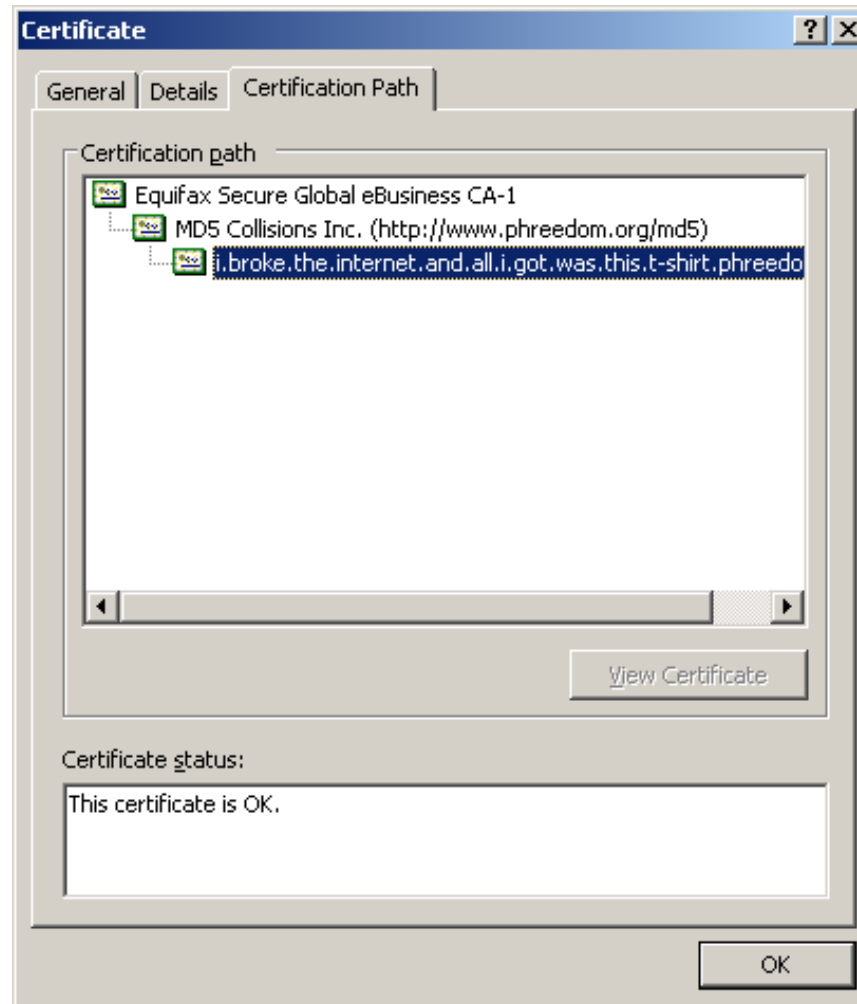 Certificate
General Details Certification Path
Certification path
Equifax Secure Global eBusiness CA-1
MD5 Collisions Inc. (http://www.phreedom.org/md5)
i.broke.the.internet.and.all.i.got.was.this.t-shirt.phreedo
View Certificate
Certificate status:
This certificate is OK.
OK